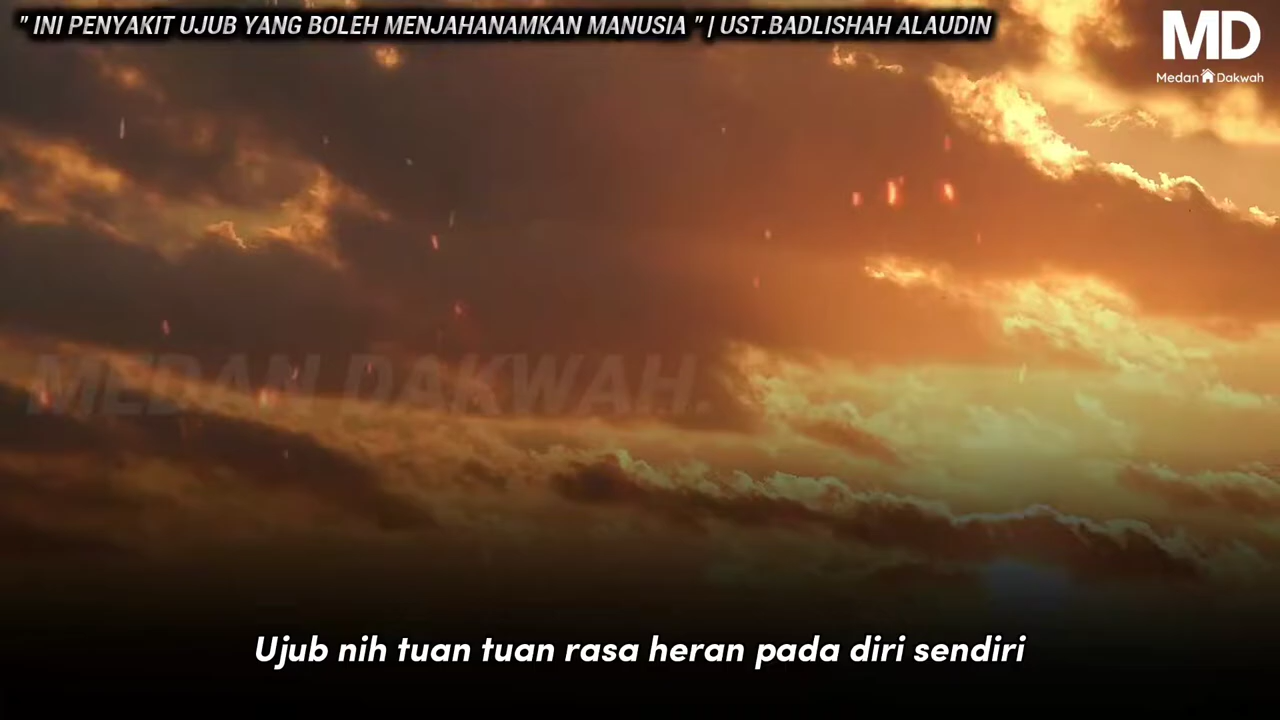 " INI PENYAKIT UJUB YANG BOLEH MENJAHANAMKAN MANUSIA " | UST.BADLISHAH ALAUDIN
MD
Medan Dakwah
MEDAN DAKWAH.
Ujub nih tuan tuan rasa heran pada diri sendiri